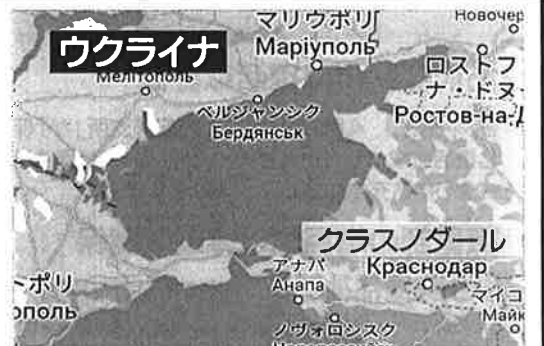 マリウポリ
Маріуполь
Новочер
ウクライナ
Мелітополь
ロストフ
ナ・ドヌ
Ростов-на-Д
ベルジャンシク
Бердянськ
クラスノダール
Краснодар
アナパ
Анапа
トポリ
ополь
マイコ
Майк
ノヴォロシスク